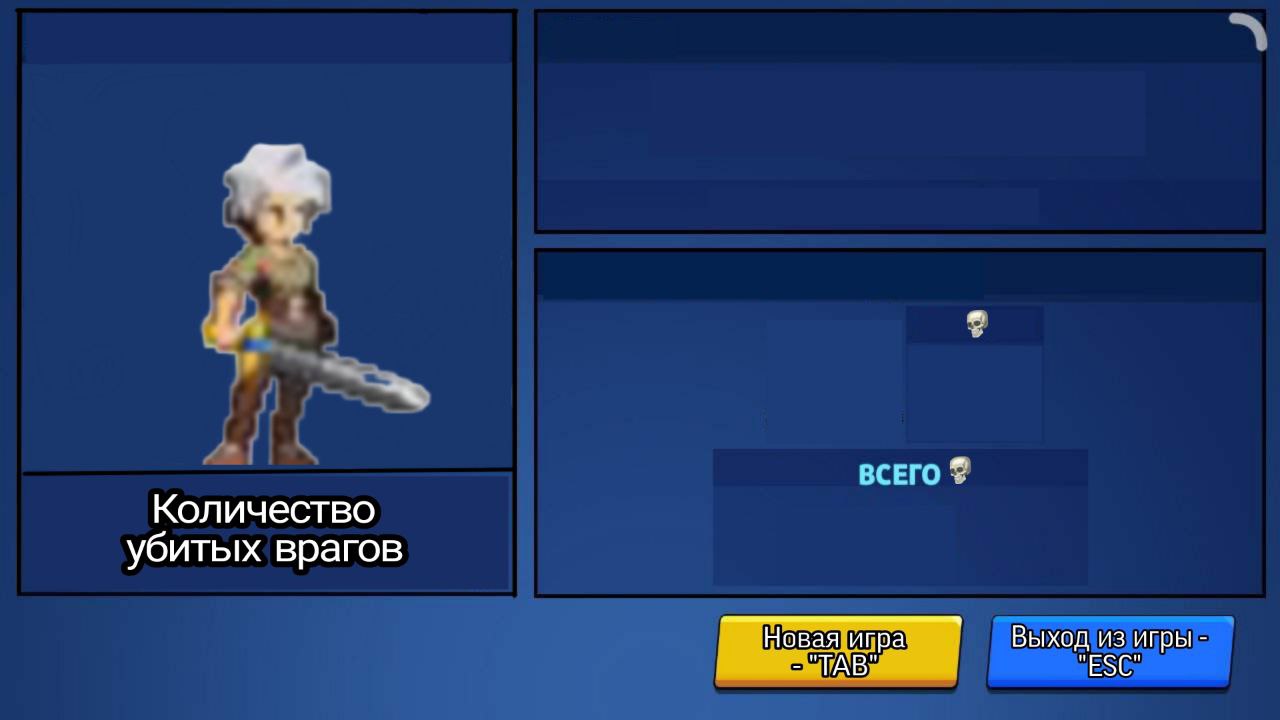 Количество
убитых врагов
ВСЕГО
Новая игра
- "TAB"
Выход из игры -
"ESC"